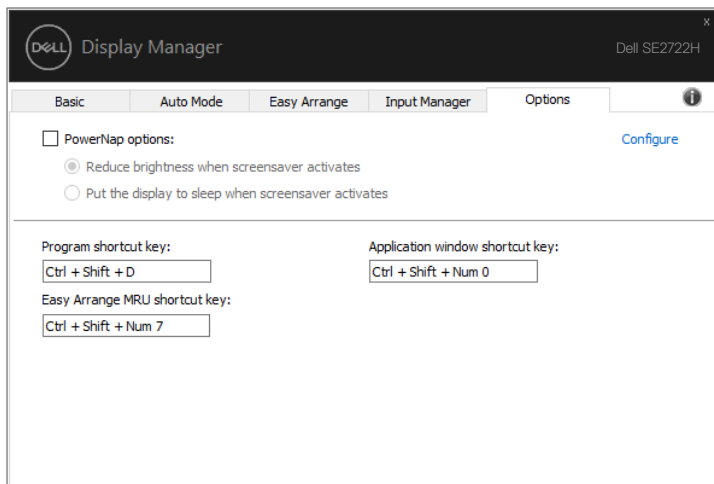 x
DELL
Display Manager
Dell SE2722H
Basic
Auto Mode
Easy Arrange
Input Manager
Options
i
PowerNap options:
Configure
Reduce brightness when screensaver activates
Put the display to sleep when screensaver activates
Program shortcut key:
Application window shortcut key:
Ctrl + Shift + D
Ctrl + Shift + Num 0
Easy Arrange MRU shortcut key:
Ctrl + Shift + Num 7